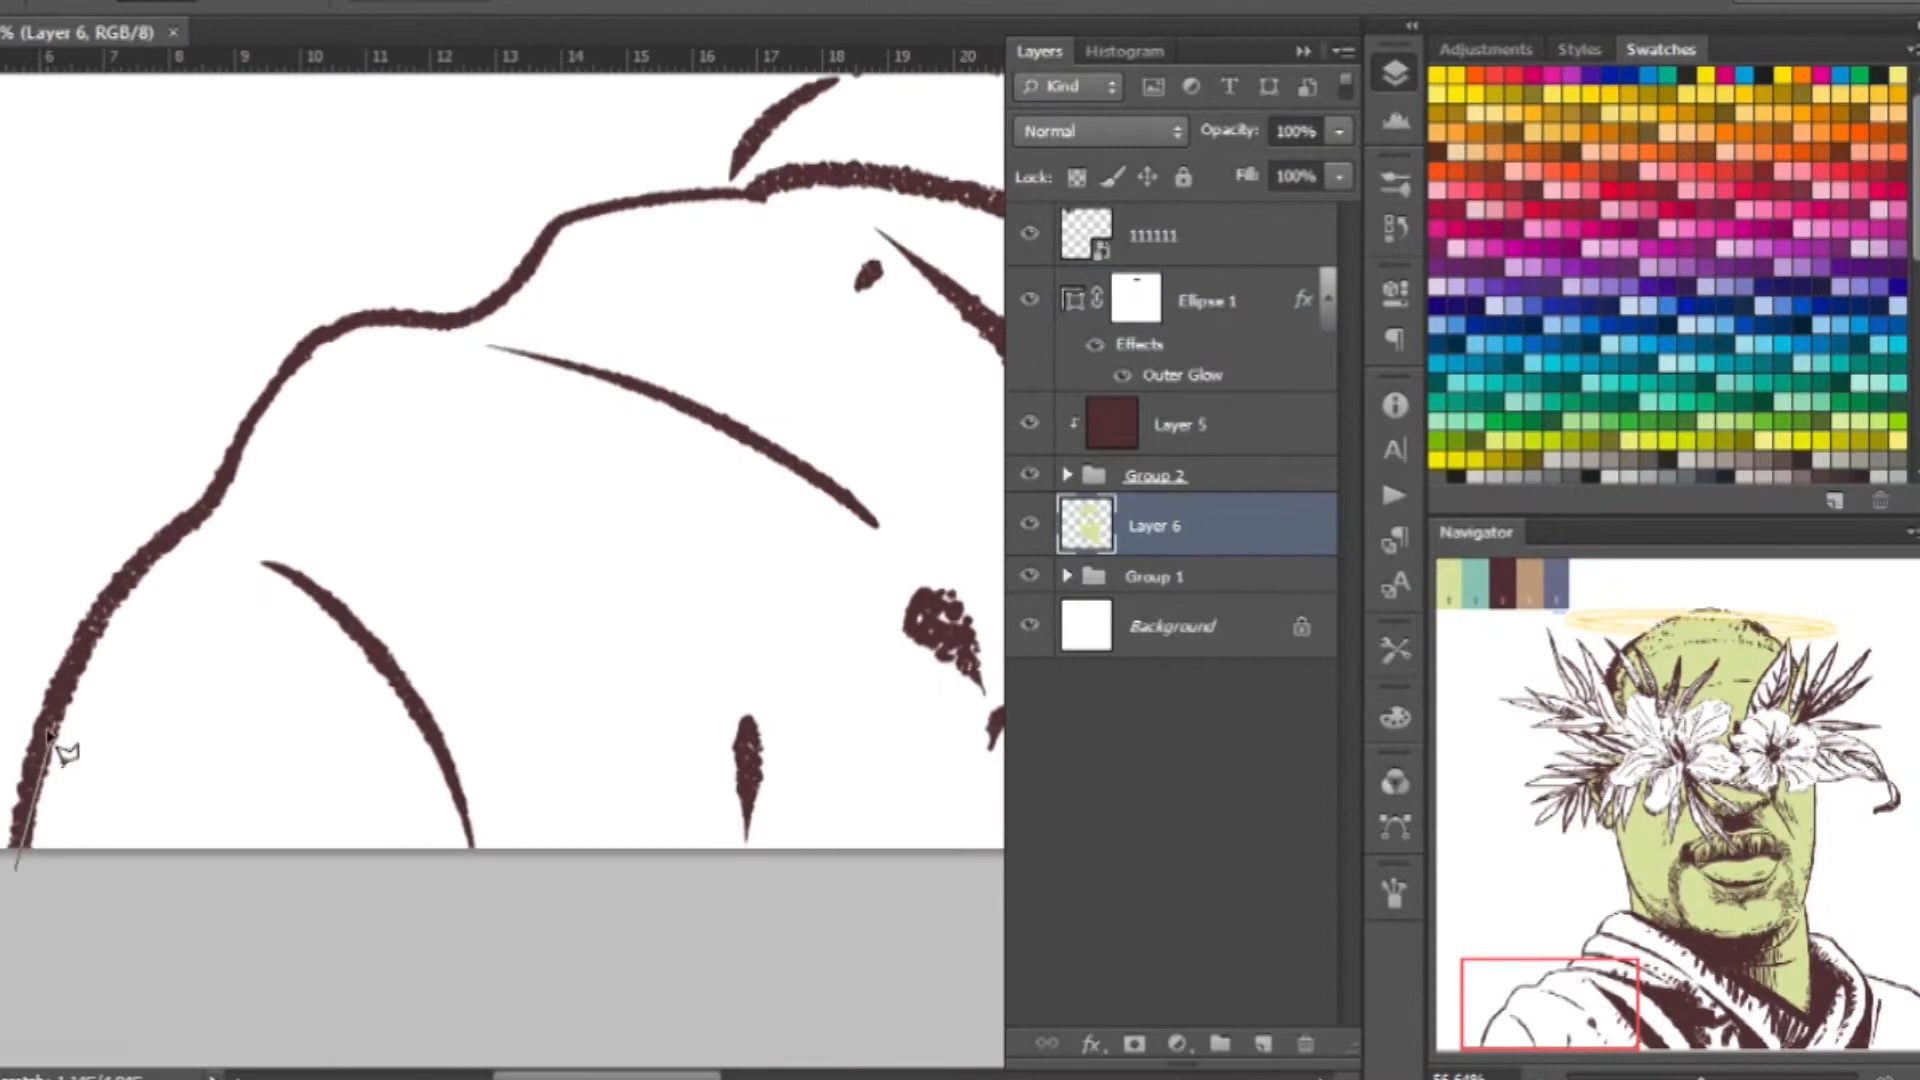 % (Layer 6, RGB/8) ×
6 7 8 9 10 11 12 13 14 15 16 17 18 19 20
Layers Histogram
Kind
Normal Opacity: 100%
Lock: Fill: 100%
111111
Ellipse 1 fx
Effects
Outer Glow
Layer 5
Group 2
Layer 6
Group 1
Background
fx
Adjustments Styles Swatches
Navigator